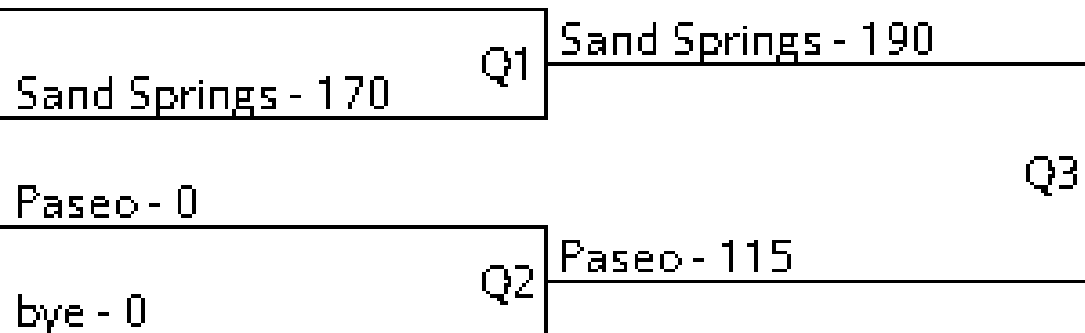 Sand Springs - 190
Q1
Sand Springs - 170
Q3
Paseo - 0
Paseo - 115
Q2
bye - 0